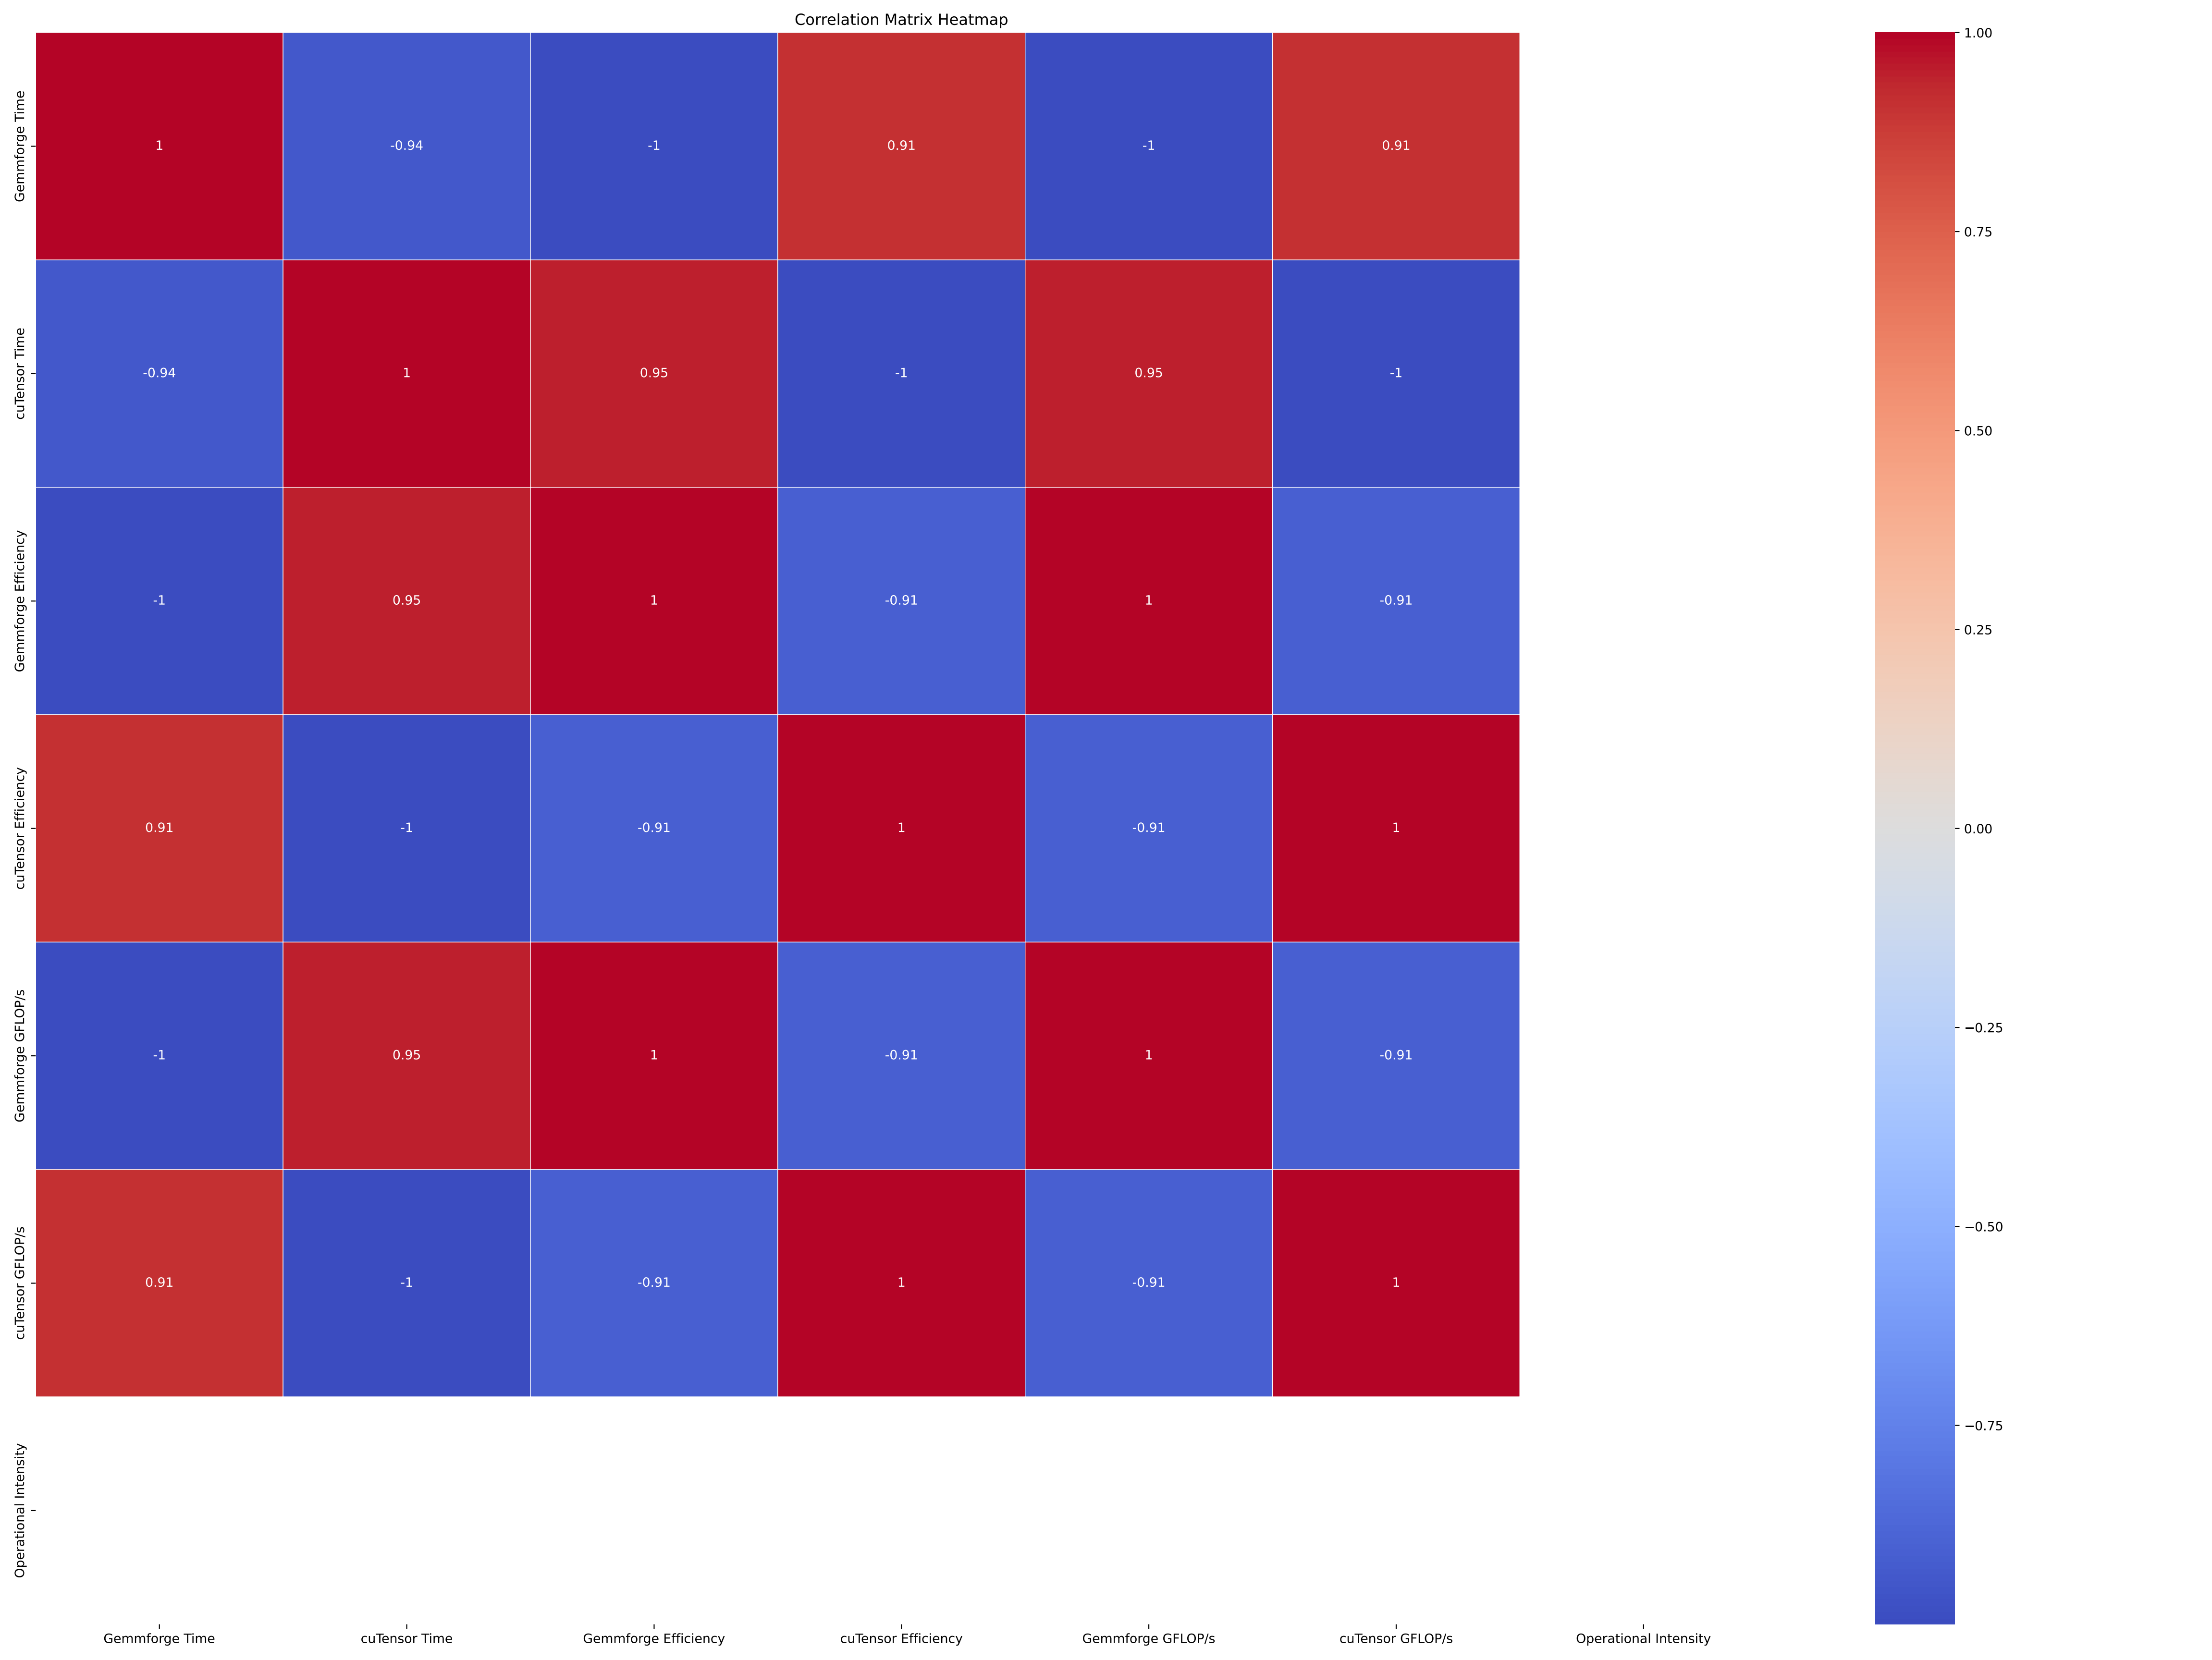 Correlation Matrix Heatmap
Gemmforge Time
1 -0.94 -1 0.91 -1 0.91
cuTensor Time
-0.94 1 0.95 -1 0.95 -1
Gemmforge Efficiency
-1 0.95 1 -0.91 1 -0.91
cuTensor Efficiency
0.91 -1 -0.91 1 -0.91 1
Gemmforge GFLOP/s
-1 0.95 1 -0.91 1 -0.91
cuTensor GFLOP/s
0.91 -1 -0.91 1 -0.91 1
Operational Intensity
Gemmforge Time cuTensor Time Gemmforge Efficiency cuTensor Efficiency Gemmforge GFLOP/s cuTensor GFLOP/s Operational Intensity
1.00
0.75
0.50
0.25
0.00
−0.25
−0.50
−0.75